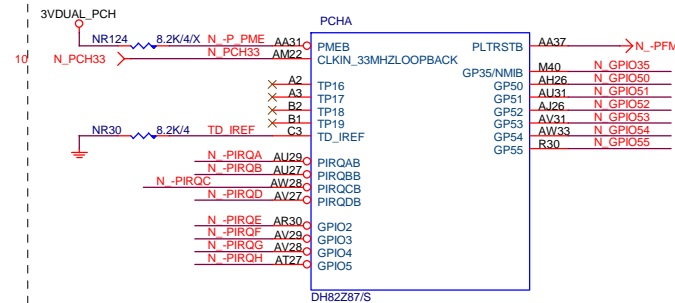 3VDUAL_PCH
PCHA
NR124 8.2K/4/X N_-P_PME AA31 PMEB PLTRSTB AA37 N_-PFM
10 N_PCH33 N_PCH33 AM22 CLKIN_33MHZLOOPBACK
GP35/NMIB M40 N_GPIO35
A2 TP16 GP50 AH26 N_GPIO50
A3 TP17 GP51 AU31 N_GPIO51
B2 TP18 GP52 AJ26 N_GPIO52
B1 TP19 GP53 AV31 N_GPIO53
NR30 8.2K/4 TD_IREF C3 TD_IREF GP54 AW33 N_GPIO54
GP55 R30 N_GPIO55
N_-PIRQA AU29 PIRQAB
N_-PIRQB AU27 PIRQBB
N_-PIRQC AW28 PIRQCB
N_-PIRQD AV27 PIRQDB
N_-PIRQE AR30 GPIO2
N_-PIRQF AV29 GPIO3
N_-PIRQG AV28 GPIO4
N_-PIRQH AT27 GPIO5
DH82Z87/S